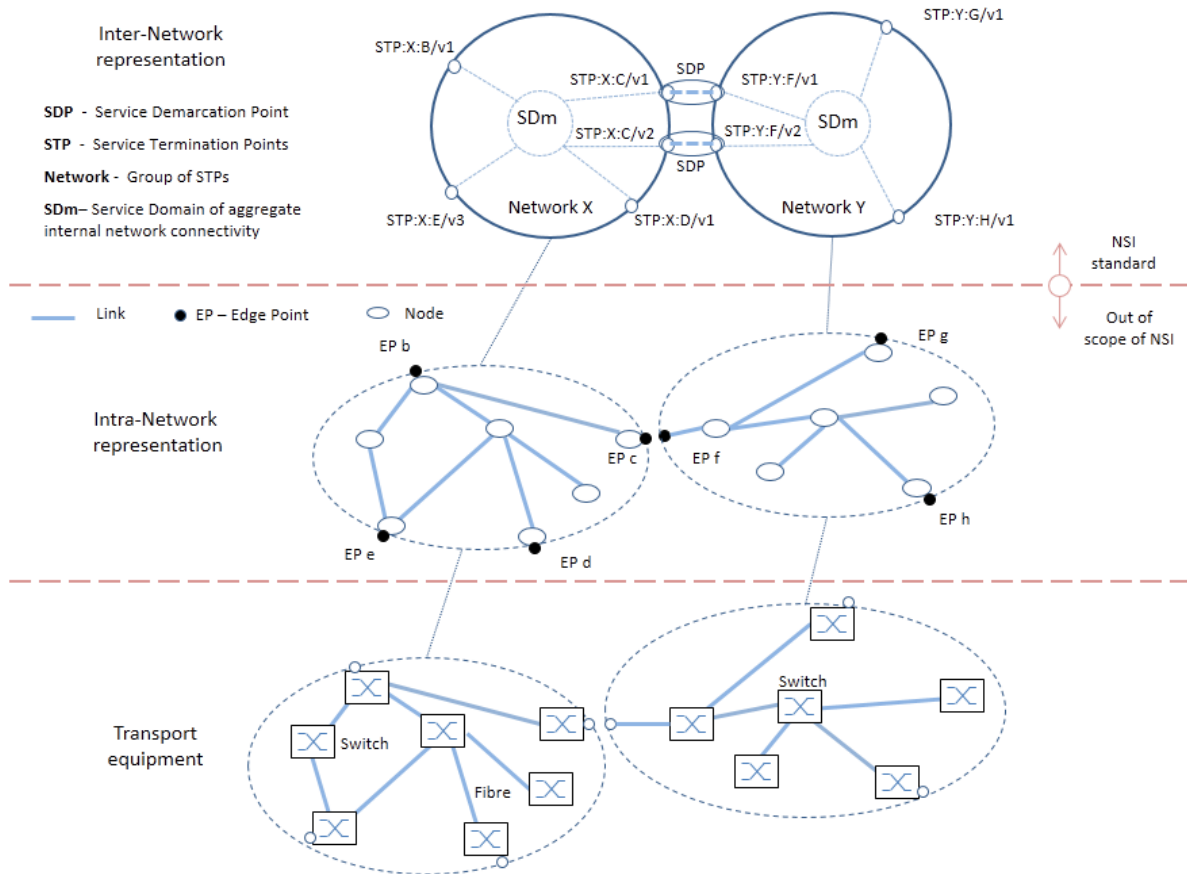 Inter-Network
representation
SDP - Service Demarcation Point
STP - Service Termination Points
Network - Group of STPs
SDm– Service Domain of aggregate
internal network connectivity
STP:X:B/v1
STP:X:C/v1
SDP
STP:Y:F/v1
STP:Y:G/v1
SDm
SDm
STP:X:C/v2
STP:Y:F/v2
SDP
STP:X:E/v3
Network X
STP:X:D/v1
Network Y
STP:Y:H/v1
NSI
standard
Out of
scope of NSI
Link
EP – Edge Point
Node
EP b
EP g
Intra-Network
representation
EP c
EP f
EP e
EP d
EP h
Transport
equipment
Switch
Fibre
Switch